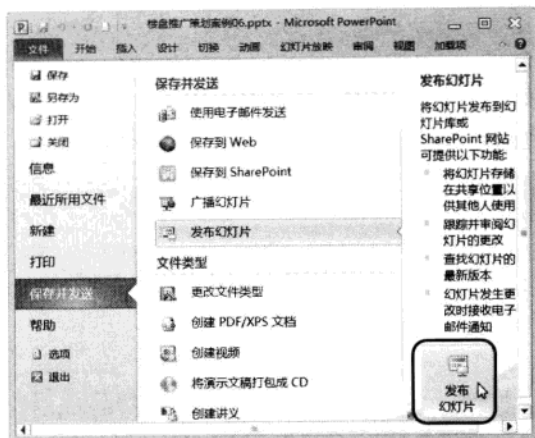 楼盘推广策划案例06.pptx - Microsoft PowerPoint
文件 开始 插入 设计 切换 动画 幻灯片放映 审阅 视图 加载项
保存
另存为
打开
关闭
信息
最近所用文件
新建
打印
保存并发送
帮助
选项
退出
保存并发送
使用电子邮件发送
保存到 Web
保存到 SharePoint
广播幻灯片
发布幻灯片
文件类型
更改文件类型
创建 PDF/XPS 文档
创建视频
将演示文稿打包成 CD
创建讲义
发布幻灯片
将幻灯片发布到幻
灯片库或
SharePoint 网站
可提供以下功能:
将幻灯片存储
在共享位置以
供其他人使用
跟踪并审阅幻
灯片的更改
查找幻灯片的
最新版本
幻灯片发生更
改时接收电子
邮件通知
发布
幻灯片